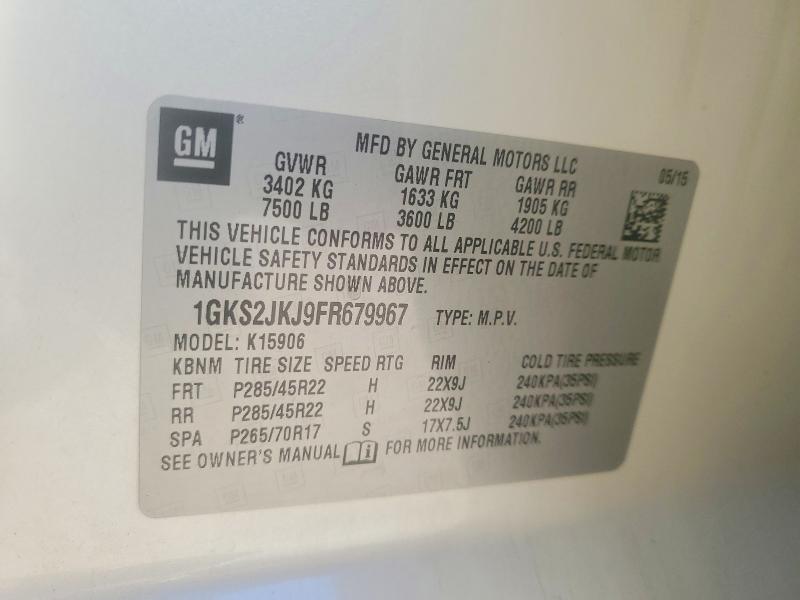 GM ®
MFD BY GENERAL MOTORS LLC 05/15
GVWR GAWR FRT GAWR RR
3402 KG 1633 KG 1905 KG
7500 LB 3600 LB 4200 LB
THIS VEHICLE CONFORMS TO ALL APPLICABLE U.S. FEDERAL MOTOR
VEHICLE SAFETY STANDARDS IN EFFECT ON THE DATE OF
MANUFACTURE SHOWN ABOVE.
1GKS2JKJ9FR679967 TYPE: M.P.V.
MODEL: K15906
KBNM TIRE SIZE SPEED RTG RIM COLD TIRE PRESSURE
FRT P285/45R22 H 22X9J 240KPA(35PSI)
RR P285/45R22 H 22X9J 240KPA(35PSI)
SPA P265/70R17 S 17X7.5J 240KPA(35PSI)
SEE OWNER'S MANUAL i FOR MORE INFORMATION.